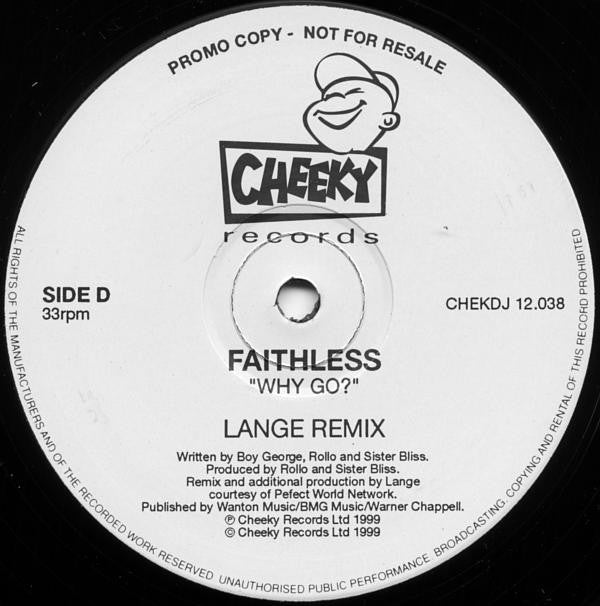 PROMO COPY - NOT FOR RESALE
CHEEKY
records
SIDE D
33rpm
CHEKDJ 12.038
FAITHLESS
"WHY GO?"
LANGE REMIX
Written by Boy George, Rollo and Sister Bliss.
Produced by Rollo and Sister Bliss.
Remix and additional production by Lange
courtesy of Pefect World Network.
Published by Wanton Music/BMG Music/Warner Chappell.
℗ Cheeky Records Ltd 1999
© Cheeky Records Ltd 1999
ALL RIGHTS OF THE MANUFACTURERS AND OF THE RECORDED WORK RESERVED UNAUTHORISED PUBLIC PERFORMANCE BROADCASTING. COPYING AND RENTAL OF THIS RECORD PROHIBITED